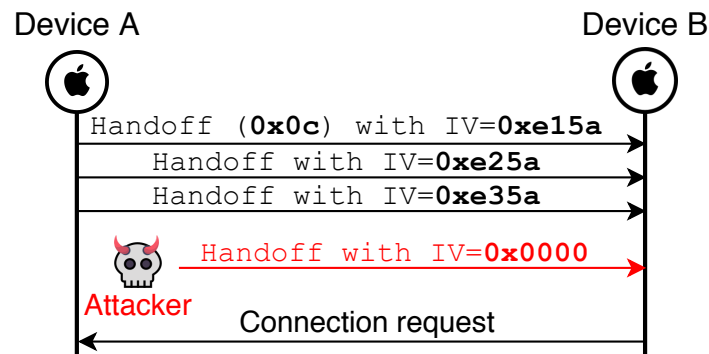 Device A
Device B
Handoff (0x0c) with IV=0xe15a
Handoff with IV=0xe25a
Handoff with IV=0xe35a
Handoff with IV=0x0000
Attacker
Connection request